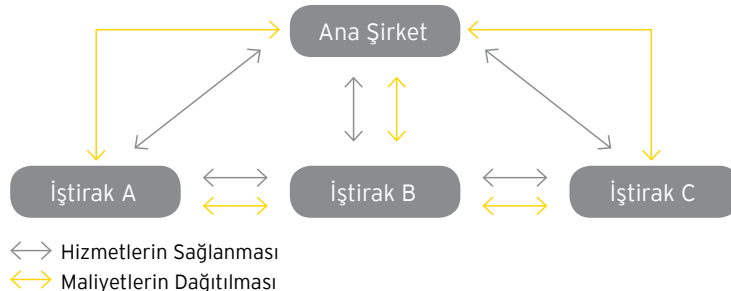 Ana Şirket
İştirak A
İştirak B
İştirak C
Hizmetlerin Sağlanması
Maliyetlerin Dağıtılması